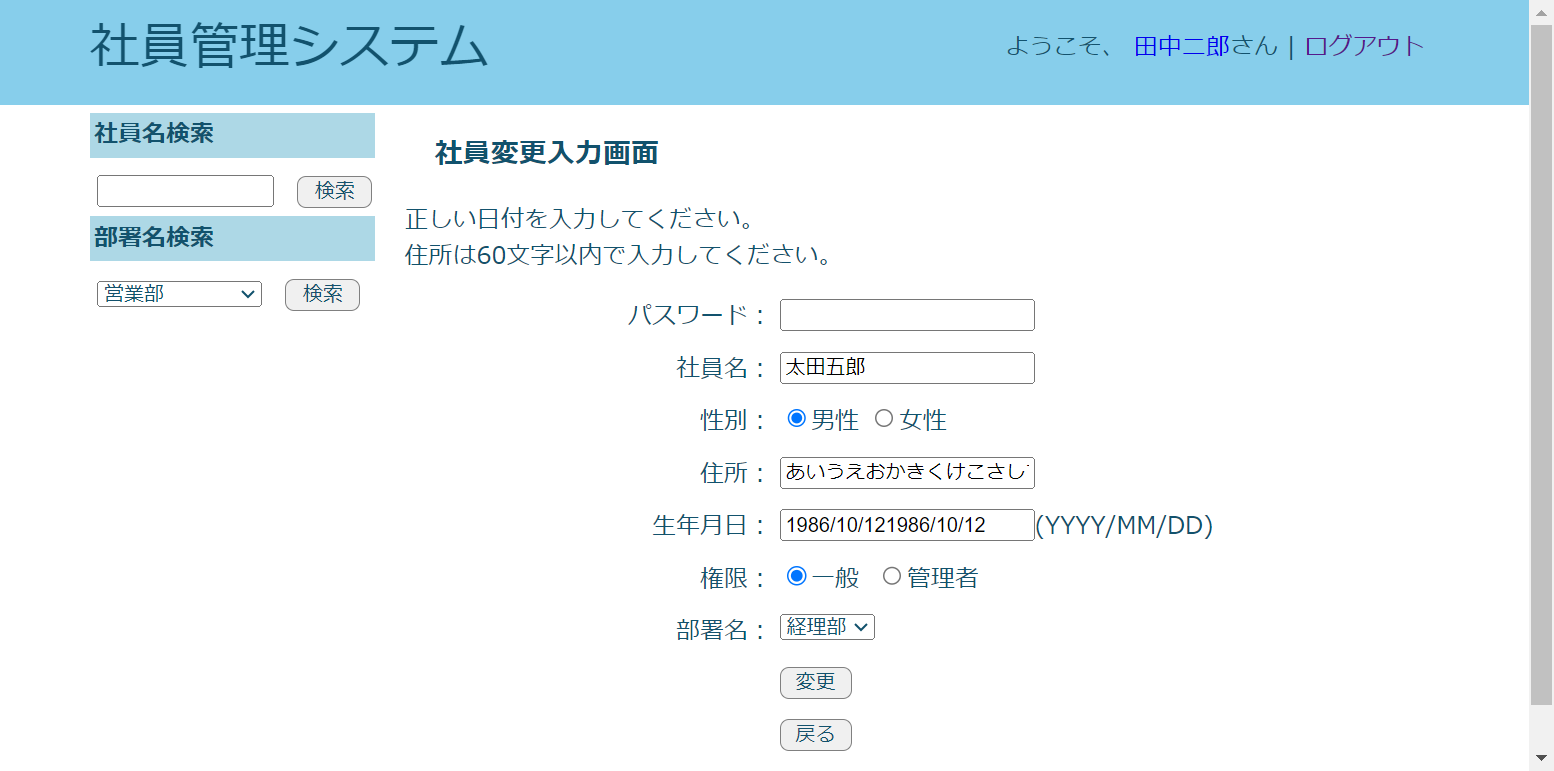 社員管理システム
ようこそ、 田中二郎さん | ログアウト
社員名検索
検索
部署名検索
営業部 検索
社員変更入力画面
正しい日付を入力してください。
住所は60文字以内で入力してください。
パスワード：
社員名： 太田五郎
性別： 男性 女性
住所： あいうえおかきくけこさし
生年月日： 1986/10/121986/10/12 (YYYY/MM/DD)
権限： 一般 管理者
部署名： 経理部
変更
戻る